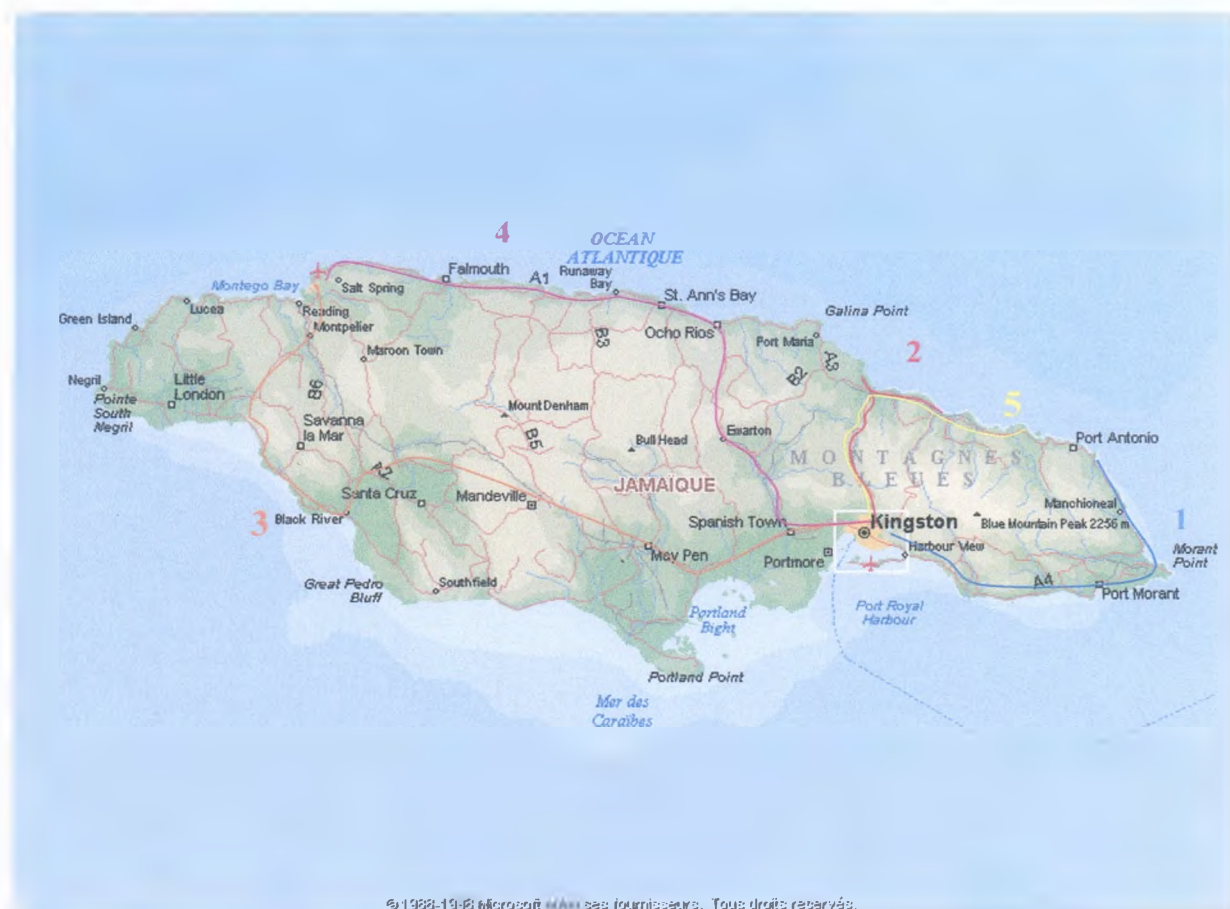 4
OCEAN
ATLANTIQUE
Falmouth
A1
Runaway
Bay
Montego Bay
Salt Spring
St. Ann's Bay
Lucea
Reading
Galina Point
Green Island
Montpelier
Ocho Rios
B3
Port Maria
Maroon Town
A3
2
B2
Negril
Little
London
B6
Pointe
South
Negril
Mount Denham
5
Savanna
la Mar
Ewarton
B5
Bull Head
Port Antonio
MONTAGNES
BLEUES
A2
JAMAÏQUE
Santa Cruz
Mandeville
Manchioneal
3
Black River
Spanish Town
Kingston
Blue Mountain Peak 2256 m
1
Harbour View
Morant
Point
May Pen
Portmore
Great Pedro
Bluff
Southfield
A4
Port Morant
Portland
Bight
Port Royal
Harbour
Portland Point
Mer des
Caraïbes
ses fournisseurs. Tous droits reservés.